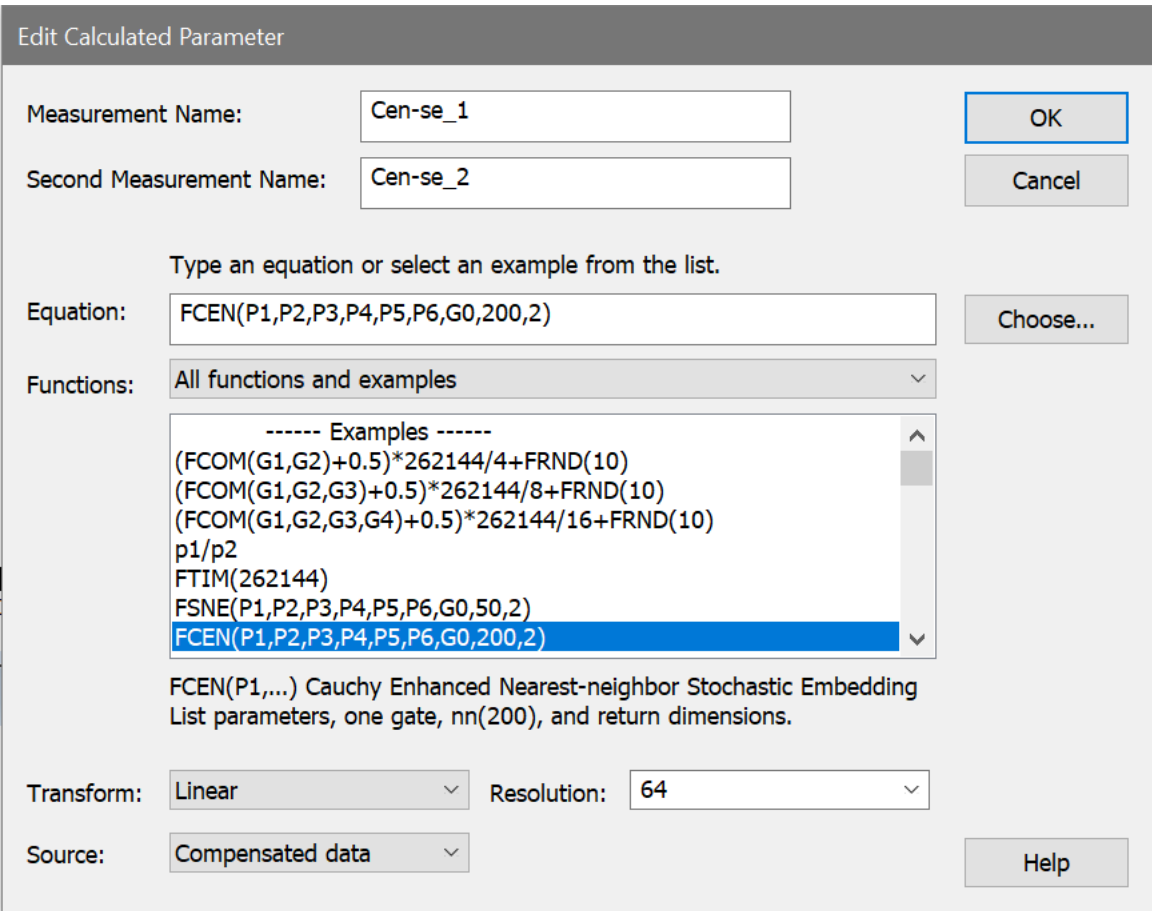 Edit Calculated Parameter
Measurement Name: Cen-se_1 OK
Second Measurement Name: Cen-se_2 Cancel
Type an equation or select an example from the list.
Equation: FCEN(P1,P2,P3,P4,P5,P6,G0,200,2) Choose...
Functions: All functions and examples
------ Examples ------
(FCOM(G1,G2)+0.5)*262144/4+FRND(10)
(FCOM(G1,G2,G3)+0.5)*262144/8+FRND(10)
(FCOM(G1,G2,G3,G4)+0.5)*262144/16+FRND(10)
p1/p2
FTIM(262144)
FSNE(P1,P2,P3,P4,P5,P6,G0,50,2)
FCEN(P1,P2,P3,P4,P5,P6,G0,200,2)
FCEN(P1,...) Cauchy Enhanced Nearest-neighbor Stochastic Embedding
List parameters, one gate, nn(200), and return dimensions.
Transform: Linear Resolution: 64
Source: Compensated data Help